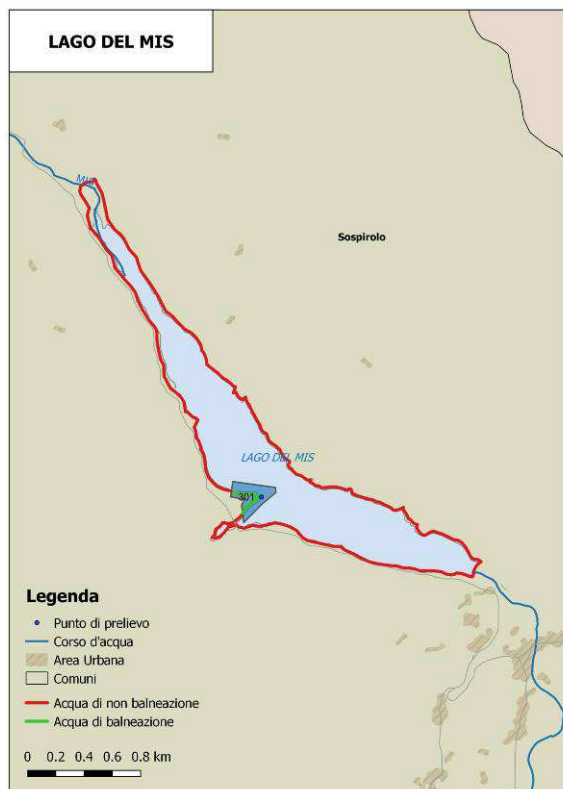 LAGO DEL MIS
Mis
Sospirolo
LAGO DEL MIS
301
Legenda
Punto di prelievo
Corso d'acqua
Area Urbana
Comuni
Acqua di non balneazione
Acqua di balneazione
0 0.2 0.4 0.6 0.8 km